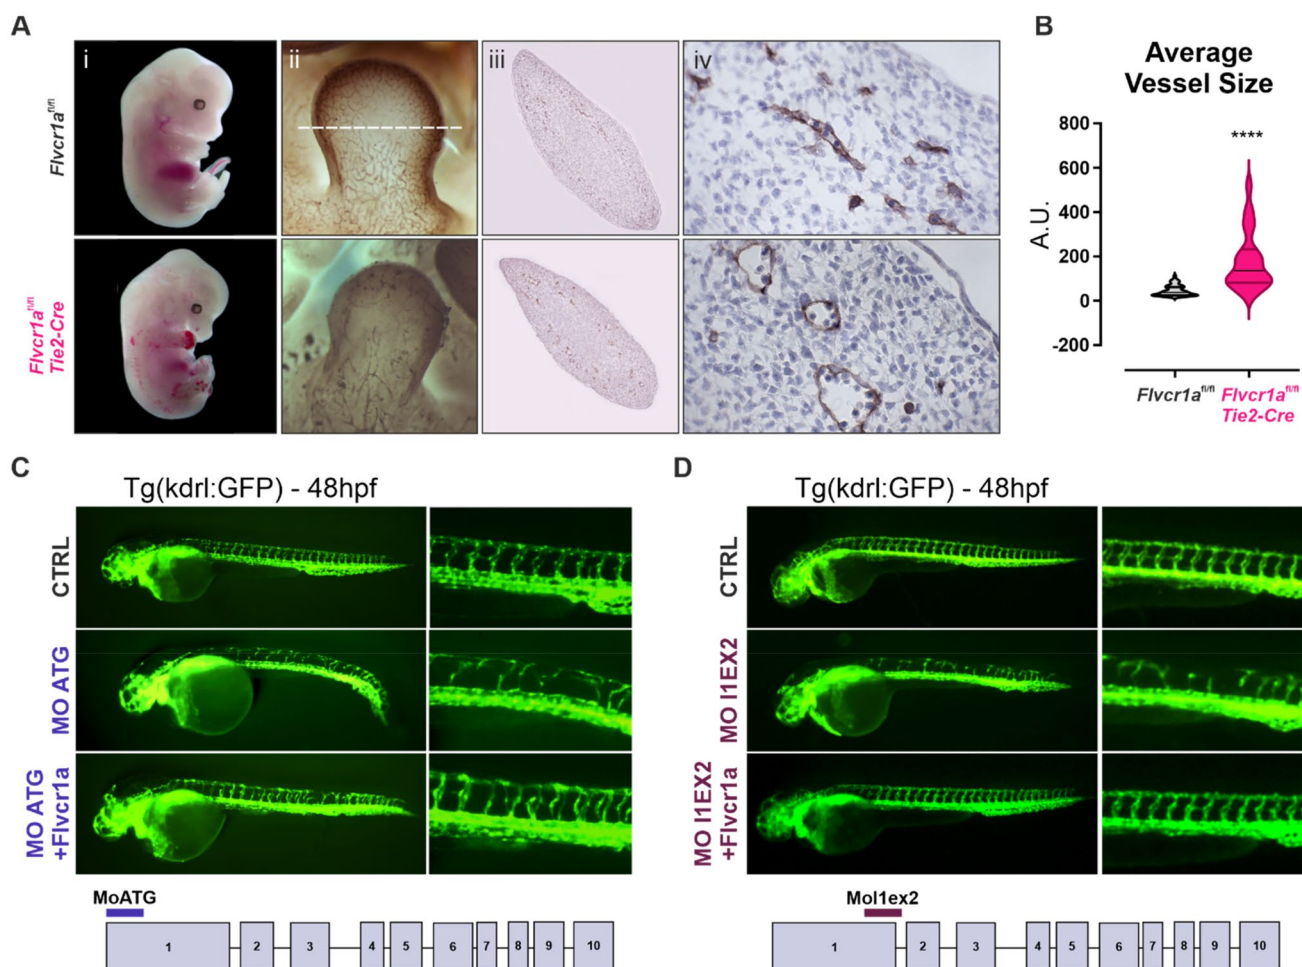 A
i
ii
iii
iv
Flvcr1a fl/fl
Flvcr1a fl/fl
Tie2-Cre
B
Average
Vessel Size
****
800
600
400
200
0
-200
A.U.
Flvcr1a fl/fl
Flvcr1a fl/fl
Tie2-Cre
C
Tg(kdrl:GFP) - 48hpf
CTRL
MO ATG
MO ATG
+Flvcr1a
MoATG
1 2 3 4 5 6 7 8 9 10
D
Tg(kdrl:GFP) - 48hpf
CTRL
MO I1EX2
MO I1EX2
+Flvcr1a
MoI1ex2
1 2 3 4 5 6 7 8 9 10